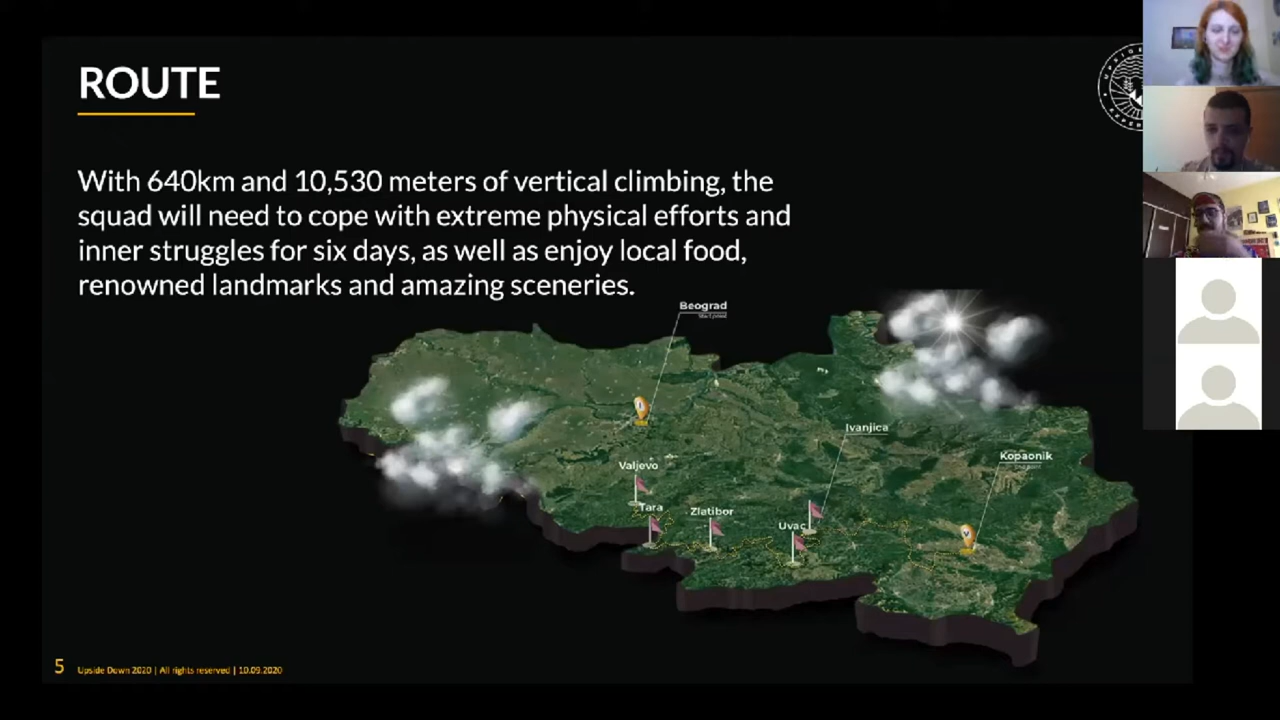 ROUTE
With 640km and 10,530 meters of vertical climbing, the
squad will need to cope with extreme physical efforts and
inner struggles for six days, as well as enjoy local food,
renowned landmarks and amazing sceneries.
Beograd
Ivanjica
Kopaonik
Valjevo
Tara
Zlatibor
Uvac
5
Upside Down 2020 | All rights reserved | 10.09.2020